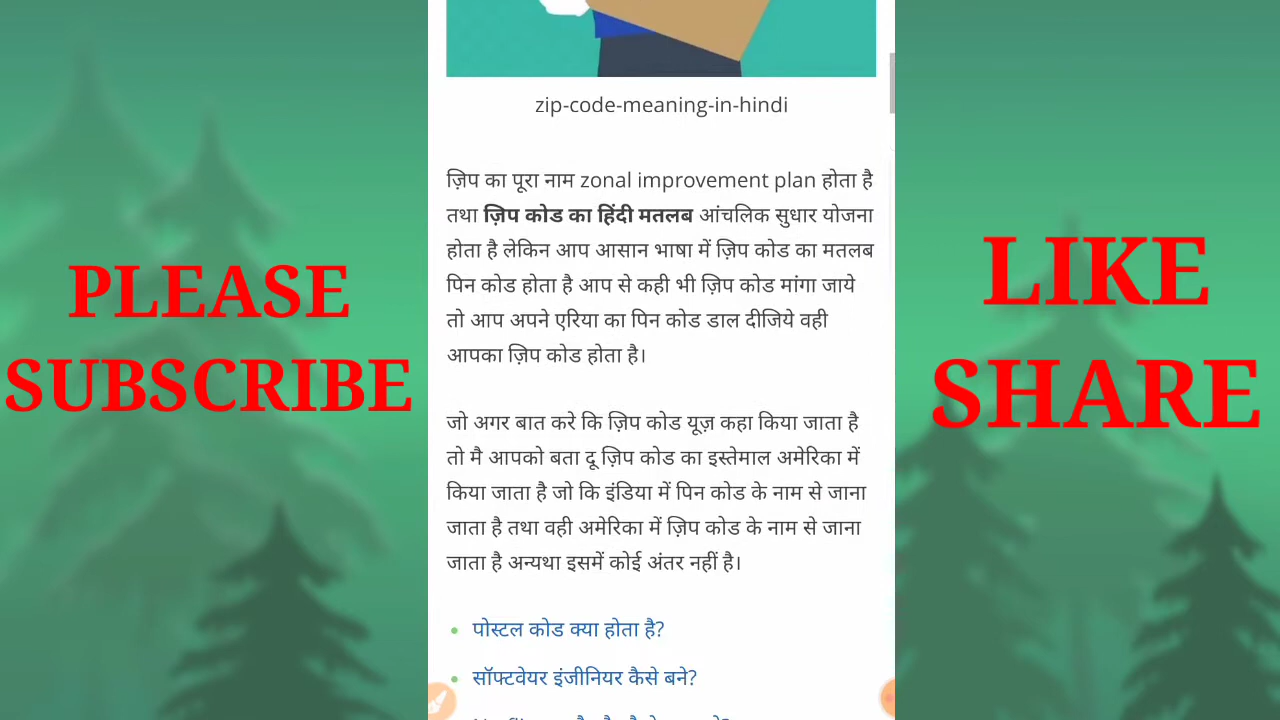 PLEASE
SUBSCRIBE
zip-code-meaning-in-hindi
ज़िप का पूरा नाम zonal improvement plan होता है
तथा ज़िप कोड का हिंदी मतलब आंचलिक सुधार योजना
होता है लेकिन आप आसान भाषा में ज़िप कोड का मतलब
पिन कोड होता है आप से कही भी ज़िप कोड मांगा जाये
तो आप अपने एरिया का पिन कोड डाल दीजिये वही
आपका ज़िप कोड होता है।
जो अगर बात करे कि ज़िप कोड यूज़ कहा किया जाता है
तो मै आपको बता दू ज़िप कोड का इस्तेमाल अमेरिका में
किया जाता है जो कि इंडिया में पिन कोड के नाम से जाना
जाता है तथा वही अमेरिका में ज़िप कोड के नाम से जाना
जाता है अन्यथा इसमें कोई अंतर नहीं है।
पोस्टल कोड क्या होता है?
सॉफ्टवेयर इंजीनियर कैसे बने?
LIKE
SHARE